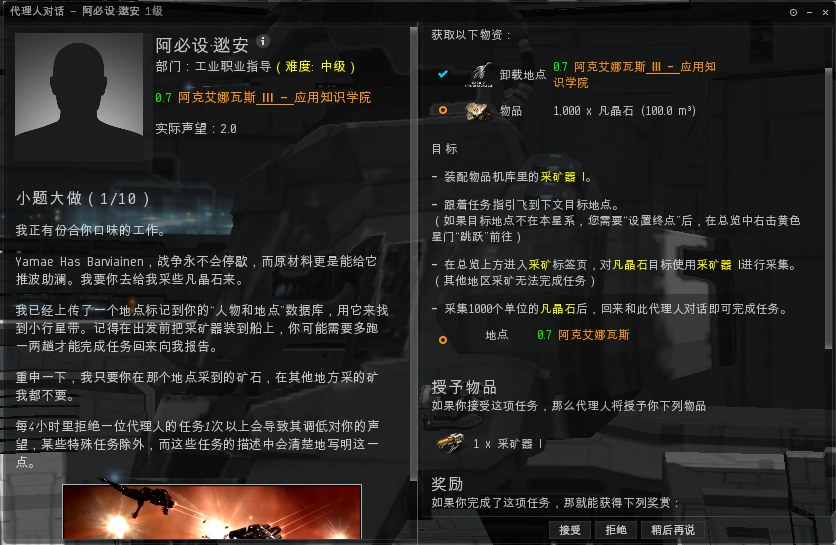 代理人对话 - 阿必设·逖安 1级
阿必设·逖安
部门：工业职业指导 ( 难度: 中级 )
0.7 阿克艾娜瓦斯 III - 应用知识学院
实际声望：2.0
小题大做 ( 1/10 )
我正有份合你口味的工作。
Yamae Has Barviainen，战争永不会停歇，而原材料更是能给它
推波助澜。我要你去给我采些凡晶石来。
我已经上传了一个地点标记到你的“人物和地点”数据库，用它来找
到小行星带。记得在出发前把采矿器装到船上，你可能需要多跑
一两趟才能完成任务回来向我报告。
重申一下，我只要你在那个地点采到的矿石，在其他地方采的矿
我都不要。
每4小时里拒绝一位代理人的任务1次以上会导致其调低对你的声
望，某些特殊任务除外，而这些任务的描述中会清楚地写明这一
点。
获取以下物资：
卸载地点
0.7 阿克艾娜瓦斯 III - 应用知
识学院
物品
1,000 x 凡晶石 (100.0 m³)
目标
- 装配物品机库里的采矿器 I。
- 跟着任务指引飞到下文目标地点。
( 如果目标地点不在本星系，您需要“设置终点”后，在总览中右击黄色
星门“跳跃”前往 )
- 在总览上方进入采矿标签页，对凡晶石目标使用采矿器 I进行采集。
( 其他地区采矿无法完成任务 )
- 采集1000个单位的凡晶石后，回来和此代理人对话即可完成任务。
地点
0.7 阿克艾娜瓦斯
授予物品
如果你接受这项任务，那么代理人将授予你下列物品
1 x 采矿器 I
奖励
如果你完成了这项任务，那就能获得下列奖赏：
接受
拒绝
稍后再说